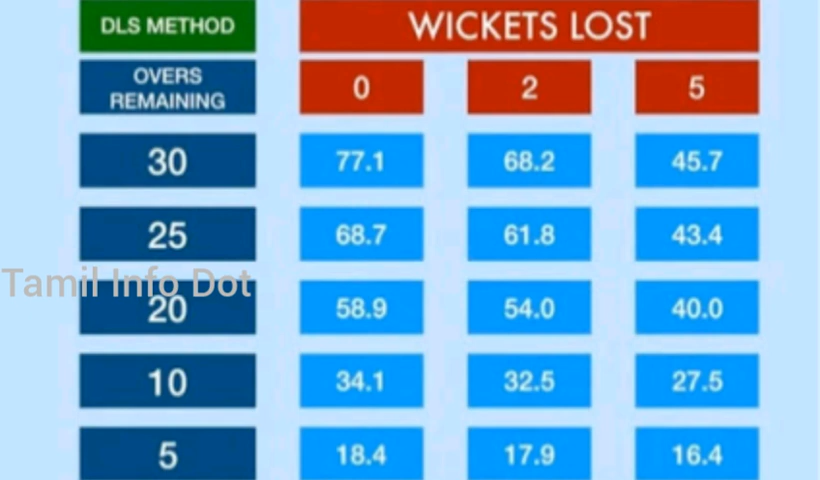 DLS METHOD WICKETS LOST
OVERS
REMAINING 0 2 5
30 77.1 68.2 45.7
25 68.7 61.8 43.4
Tamil Info Dot
20 58.9 54.0 40.0
10 34.1 32.5 27.5
5 18.4 17.9 16.4